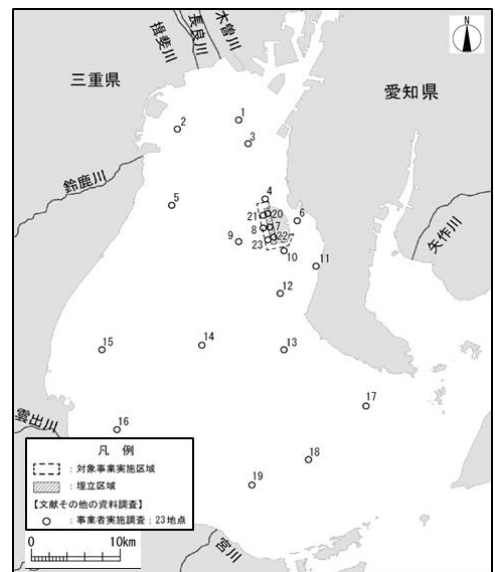 N
木曽川
長良川
揖斐川
三重県
愛知県
1
2
3
鈴鹿川
4
5
21
20
6
矢作川
8
7
9
23
22
10
11
12
14
13
15
17
16
雲出川
18
19
凡 例
：対象事業実施区域
：埋立区域
【文献その他の資料調査】
：事業者実施調査：23地点
0 10km
宮川